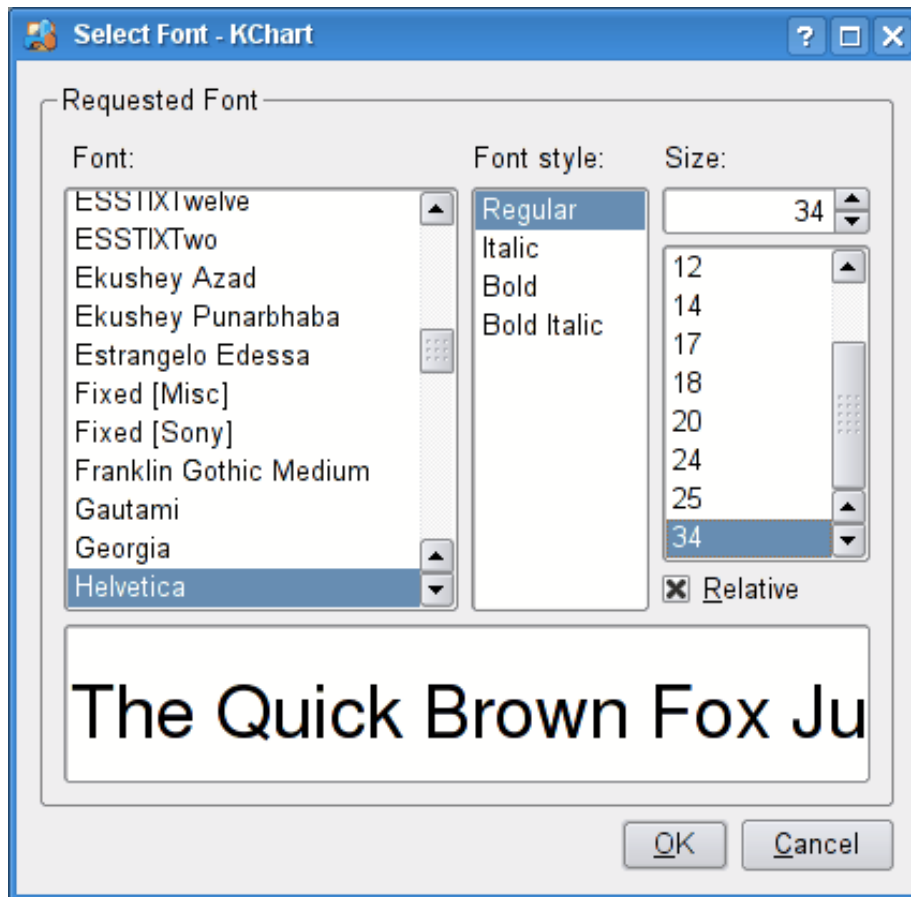 Select Font - KChart
?
Requested Font
Font:
Font style:
Size:
ESSTIXTwelve
ESSTIXTwo
Ekushey Azad
Ekushey Punarbhaba
Estrangelo Edessa
Fixed [Misc]
Fixed [Sony]
Franklin Gothic Medium
Gautami
Georgia
Helvetica
Regular
Italic
Bold
Bold Italic
34
12
14
17
18
20
24
25
34
Relative
The Quick Brown Fox Ju
OK
Cancel